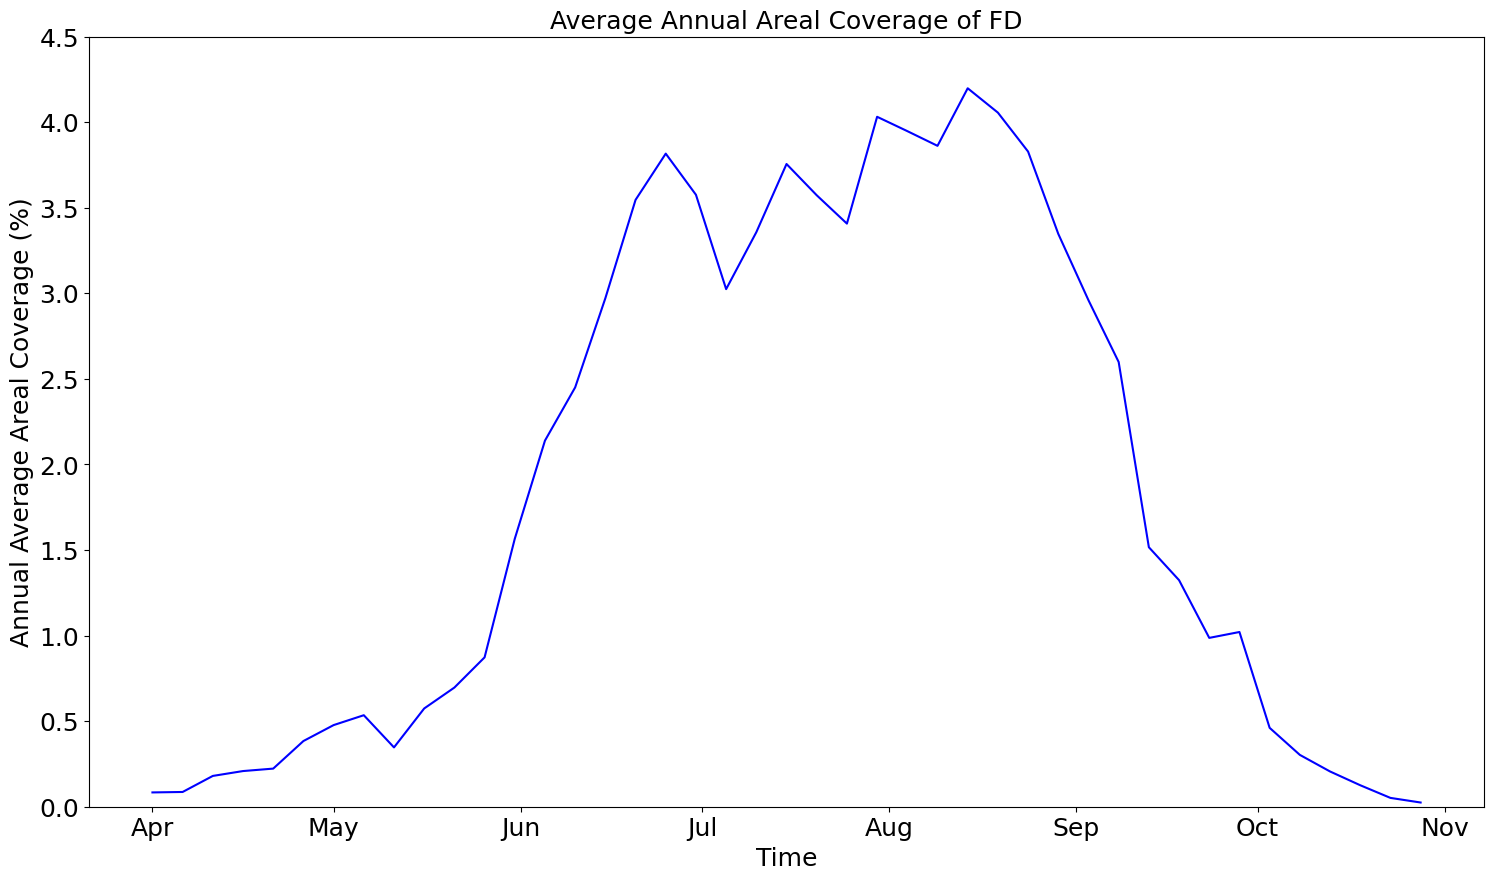 Average Annual Areal Coverage of FD
Annual Average Areal Coverage (%)
4.5
4.0
3.5
3.0
2.5
2.0
1.5
1.0
0.5
0.0
Apr May Jun Jul Aug Sep Oct Nov
Time